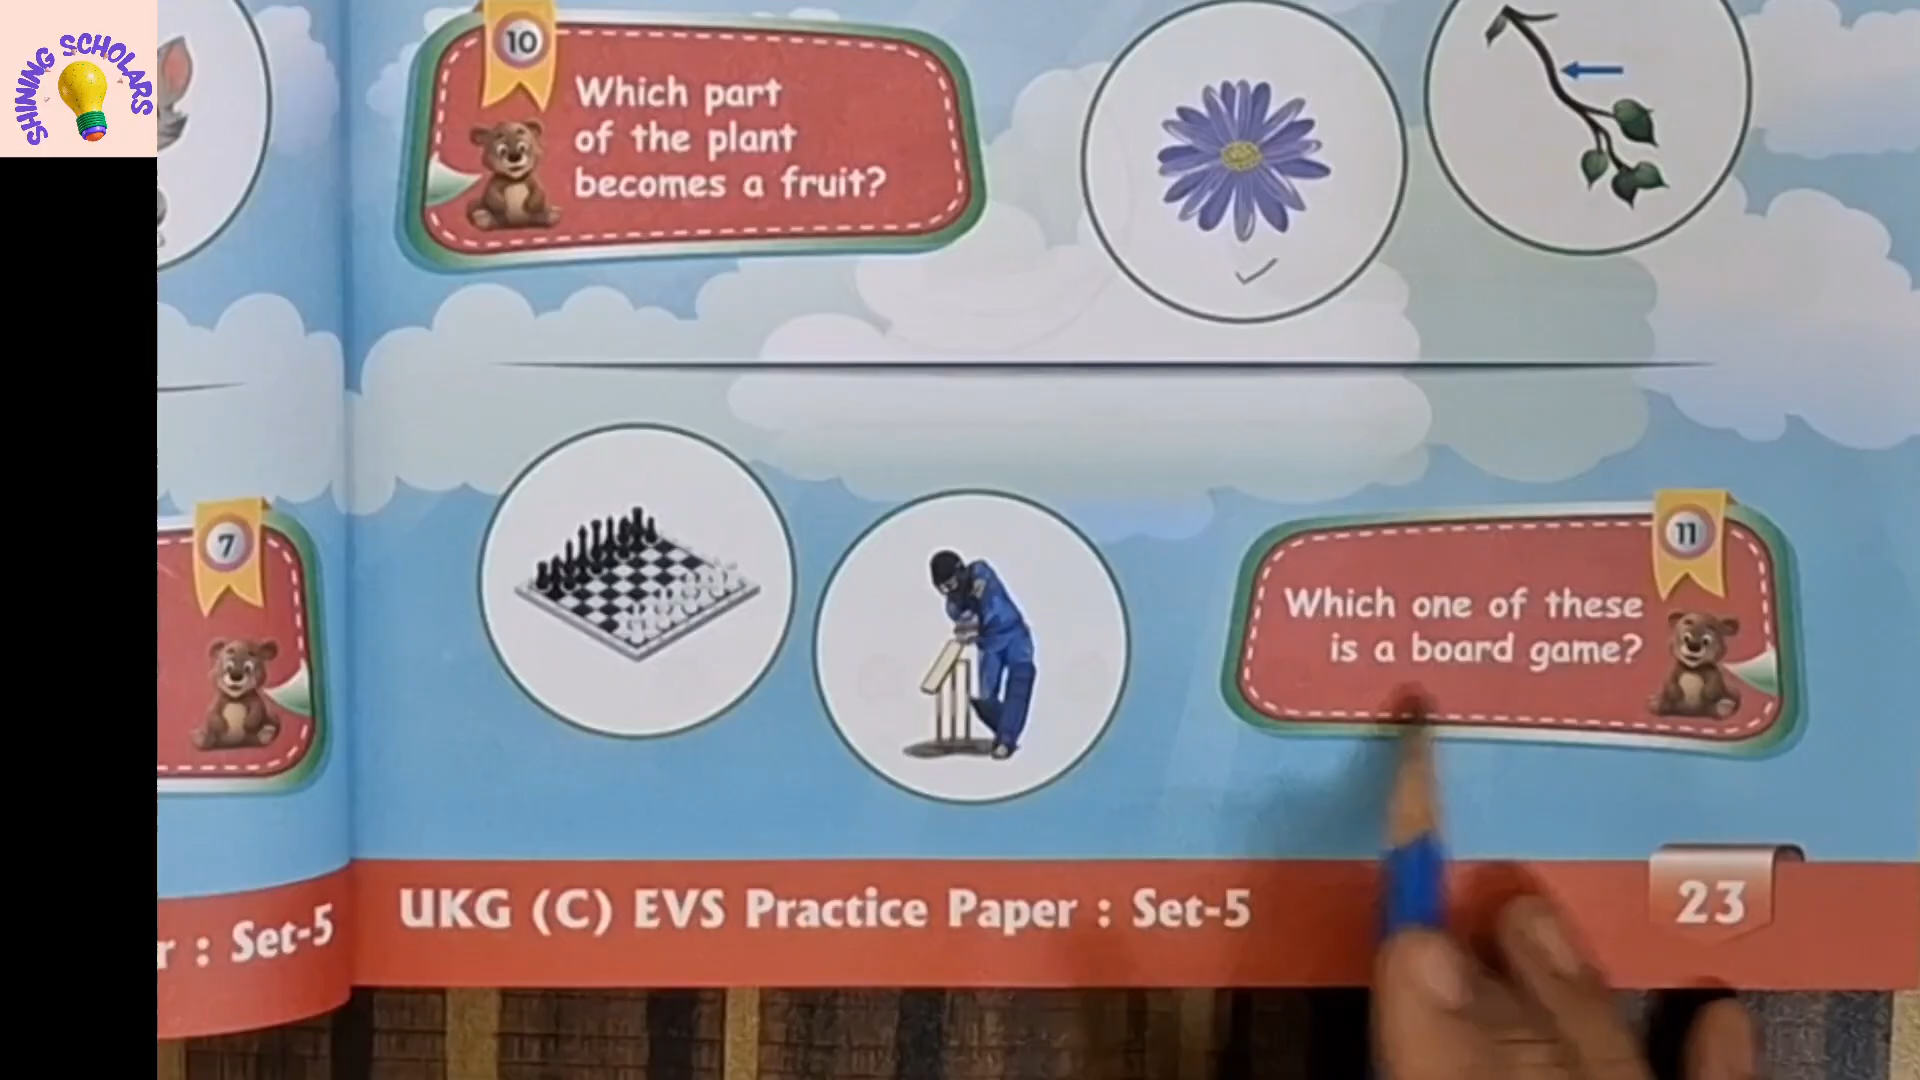 SHINING SCHOLARS
10
Which part
of the plant
becomes a fruit?
7
11
Which one of these
is a board game?
r : Set-5
UKG (C) EVS Practice Paper : Set-5
23